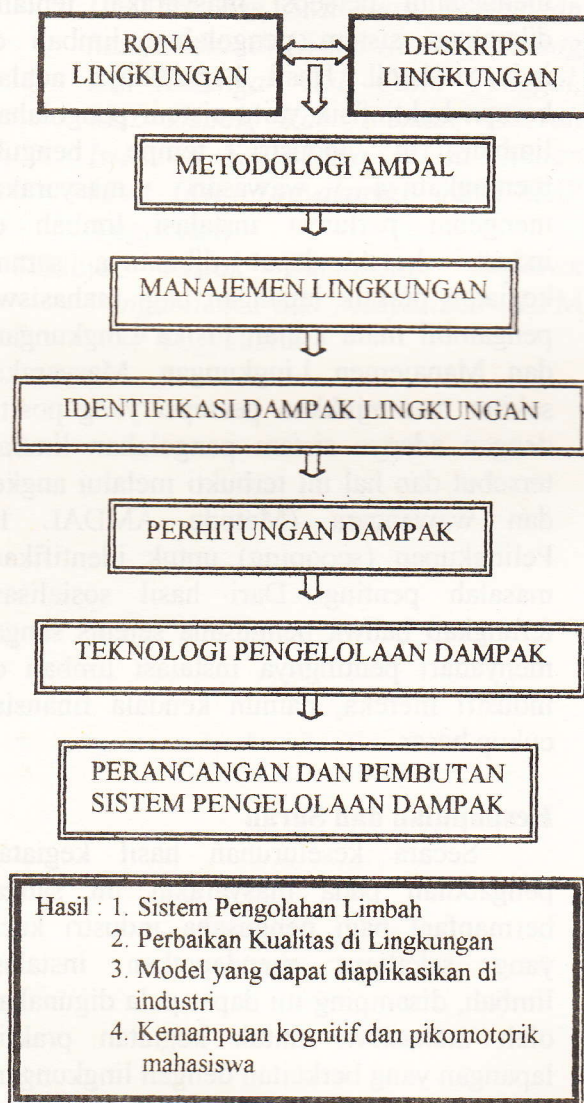 RONA
LINGKUNGAN
DESKRIPSI
LINGKUNGAN
METODOLOGI AMDAL
MANAJEMEN LINGKUNGAN
IDENTIFIKASI DAMPAK LINGKUNGAN
PERHITUNGAN DAMPAK
TEKNOLOGI PENGELOLAAN DAMPAK
PERANCANGAN DAN PEMBUTAN
SISTEM PENGELOLAAN DAMPAK
Hasil 1. Sistem Pengolahan Limbah
2. Perbaikan Kualitas di Lingkungan
3. Model yang dapat diaplikasikan di
industri
4. Kemampuan kognitif dan pikomotorik
mahasiswa